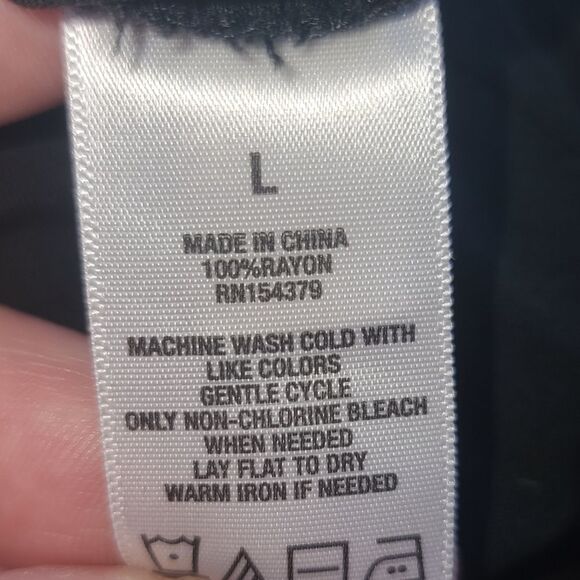 L
MADE IN CHINA
100%RAYON
RN154379
MACHINE WASH COLD WITH
LIKE COLORS
GENTLE CYCLE
ONLY NON-CHLORINE BLEACH
WHEN NEEDED
LAY FLAT TO DRY
WARM IRON IF NEEDED